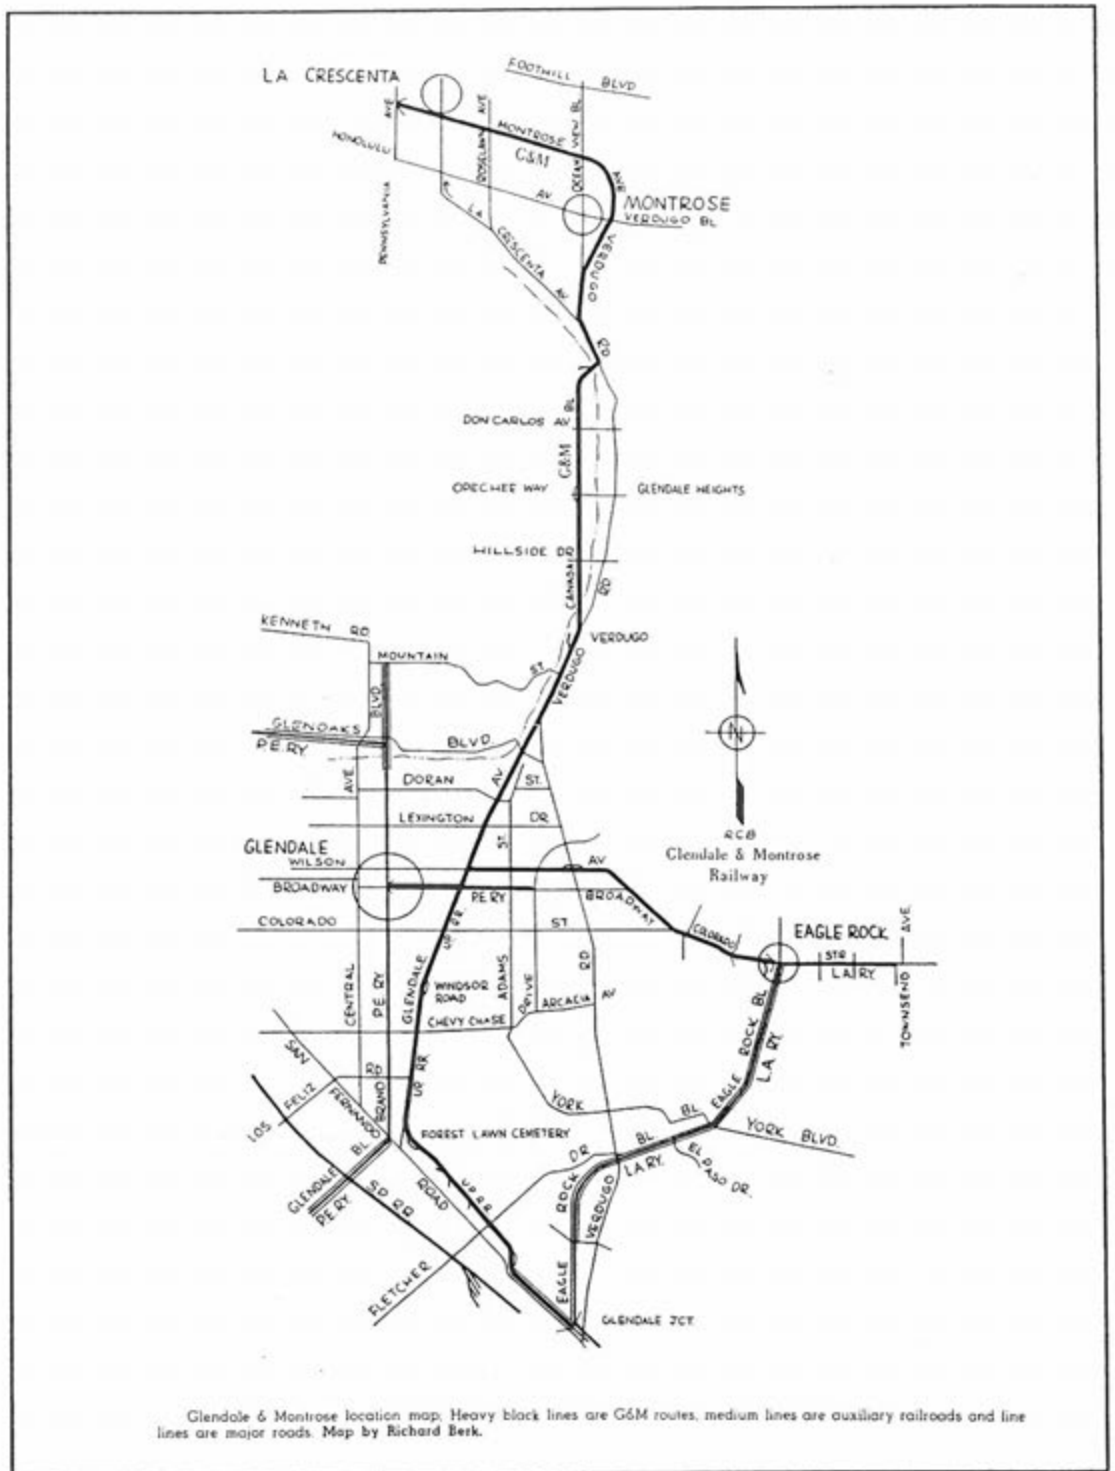 LA CRESCENTA
FOOTHILL BLVD
PENNSYLVANIA AVE
HONOLULU AV
ROSELAWN AVE
MONTROSE AVE
G&M
OCEAN VIEW BL
MONTROSE
VERDUGO BL
LA CRESCENTA AV
VERDUGO RD
DON CARLOS AV
CANADA BL
G&M
OPECHEE WAY
GLENDALE HEIGHTS
HILLSIDE DR
RD
VERDUGO
KENNETH RD
MOUNTAIN ST.
VERDUGO
BLVD
GLENOAKS BLVD.
P.E. RY
AVE
DORAN ST.
AV
LEXINGTON DR
ST.
N
RCB
Glendale & Montrose
Railway
GLENDALE
WILSON AV
BROADWAY
P.E. RY
BROADWAY
COLORADO ST
COLORADO
UP RR.
EAGLE ROCK
STR
LA RY.
TOWNSEND AVE.
CENTRAL
P.E. RY
GLENDALE
WINDSOR
ROAD
ADAMS
DRIVE
RD
ARCACIA AV
CHEVY CHASE
EAGLE ROCK BL
LA RY.
SAN FERNANDO ROAD
LOS FELIZ RD
BRAND
UP RR.
YORK BL
YORK BLVD.
FOREST LAWN CEMETERY
GLENDALE BL
P.E. RY.
SP RR.
UP RR
DR
EAGLE ROCK BL
LA RY.
EL PASO DR.
VERDUGO
FLETCHER
GLENDALE JCT.
Glendale & Montrose location map. Heavy black lines are G&M routes, medium lines are auxiliary railroads and line
lines are major roads. Map by Richard Berk.